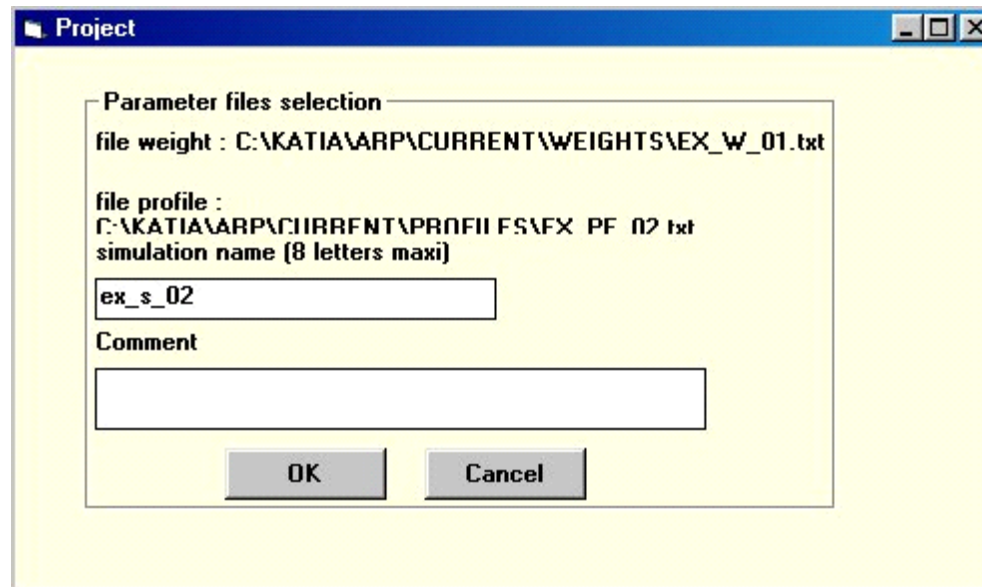 Project
Parameter files selection
file weight : C:\KATIA\ARP\CURRENT\WEIGHTS\EX_W_01.txt
file profile :
C:\KATIA\ARP\CURRENT\PROFILES\EX_PF_02.txt
simulation name (8 letters maxi)
ex_s_02
Comment
OK
Cancel